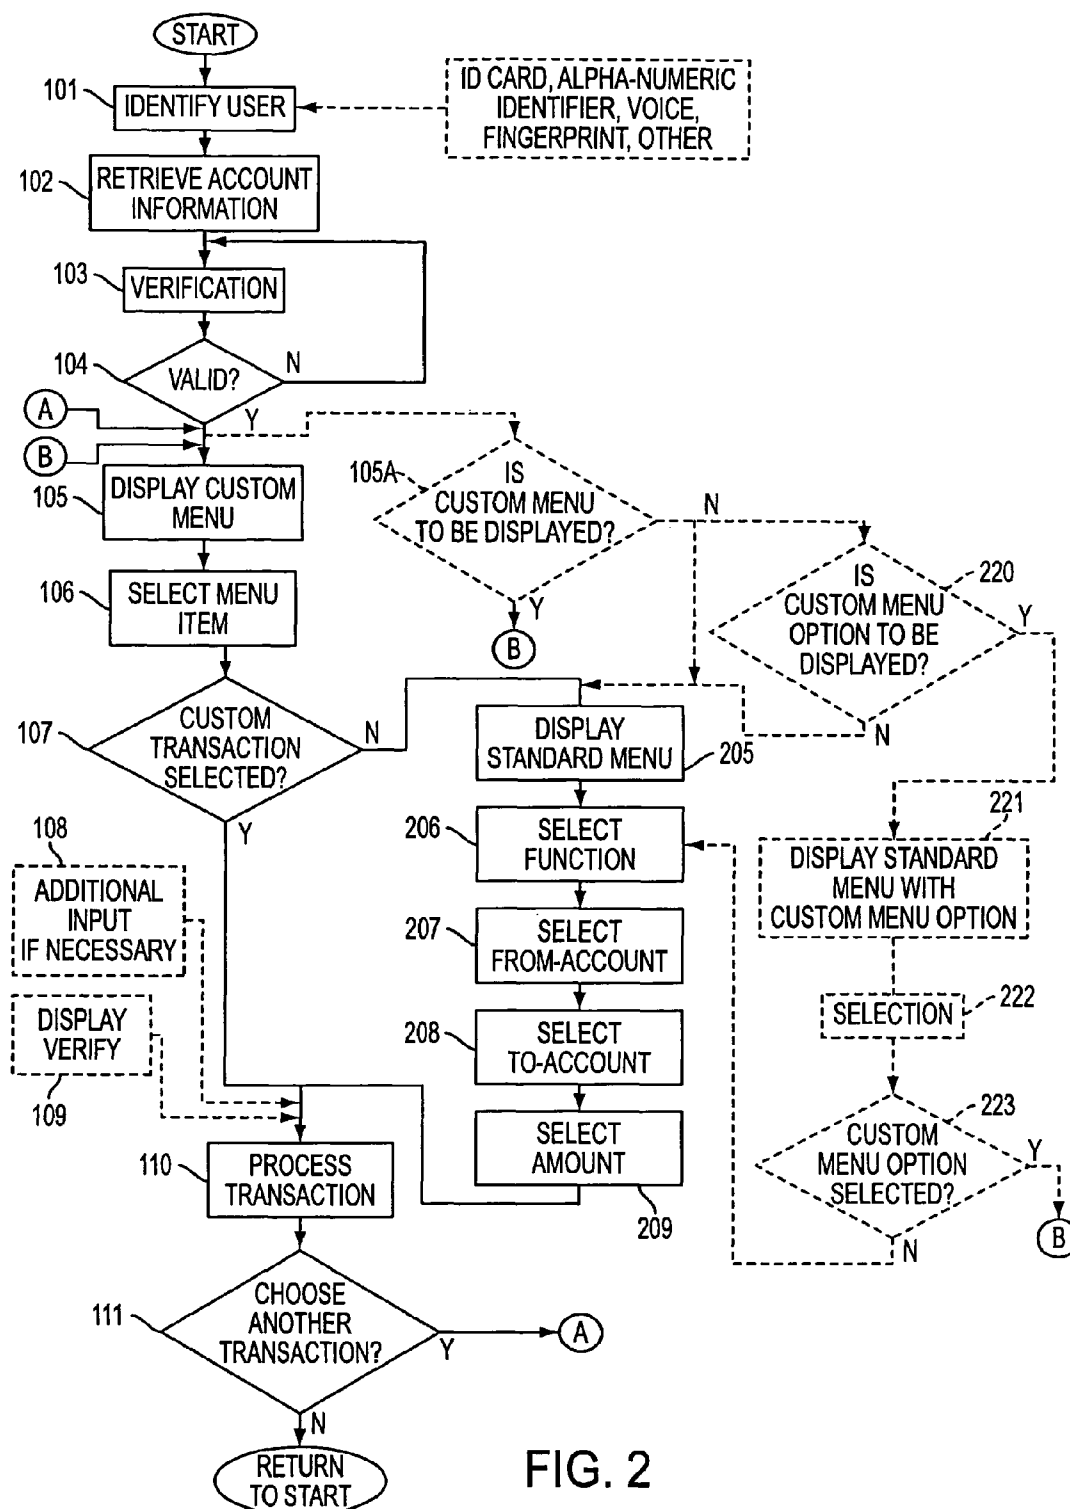 START
101
IDENTIFY USER
ID CARD, ALPHA-NUMERIC
IDENTIFIER, VOICE,
FINGERPRINT, OTHER
102
RETRIEVE ACCOUNT
INFORMATION
103
VERIFICATION
104
VALID?
N
Y
A
B
105
DISPLAY CUSTOM
MENU
105A
IS
CUSTOM MENU
TO BE DISPLAYED?
N
Y
B
106
SELECT MENU
ITEM
220
IS
CUSTOM MENU
OPTION TO BE
DISPLAYED?
Y
N
107
CUSTOM
TRANSACTION
SELECTED?
N
Y
DISPLAY
STANDARD MENU
205
206
SELECT
FUNCTION
221
DISPLAY STANDARD
MENU WITH
CUSTOM MENU OPTION
108
ADDITIONAL
INPUT
IF NECESSARY
207
SELECT
FROM-ACCOUNT
SELECTION
222
DISPLAY
VERIFY
109
208
SELECT
TO-ACCOUNT
223
CUSTOM
MENU OPTION
SELECTED?
Y
N
B
SELECT
AMOUNT
209
110
PROCESS
TRANSACTION
111
CHOOSE
ANOTHER
TRANSACTION?
Y
A
N
RETURN
TO START
FIG. 2